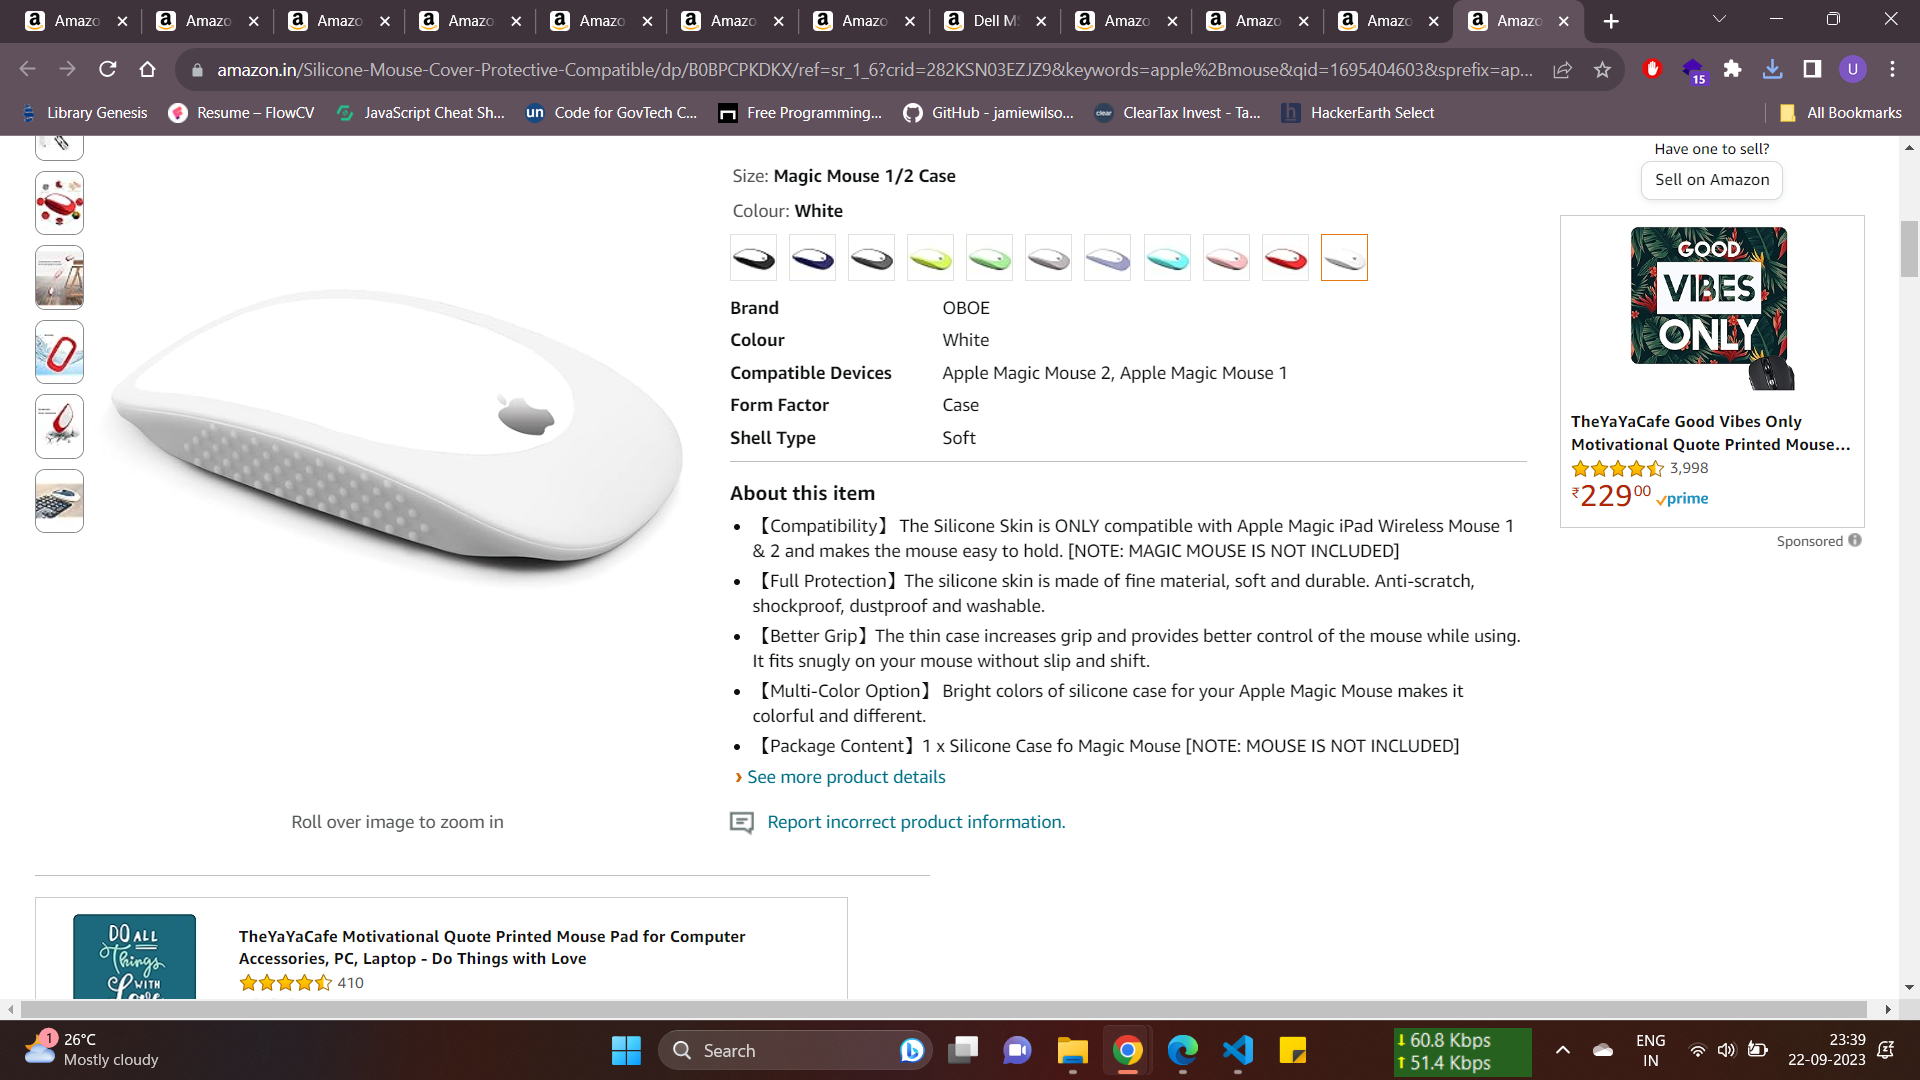 Amazo
Amazo
Amazo
Amazo
Amazo
Amazo
Amazo
Dell M
Amazo
Amazo
Amazo
Amazo
amazon.in/Silicone-Mouse-Cover-Protective-Compatible/dp/B0BPCPKDKX/ref=sr_1_6?crid=282KSN03EZJZ9&keywords=apple%2Bmouse&qid=1695404603&sprefix=ap...
15
U
Library Genesis
Resume – FlowCV
JavaScript Cheat Sh...
un Code for GovTech C...
Free Programming...
GitHub - jamiewilso...
clear ClearTax Invest - Ta...
h HackerEarth Select
All Bookmarks
Have one to sell?
Sell on Amazon
Size: Magic Mouse 1/2 Case
Colour: White
Brand OBOE
Colour White
Compatible Devices Apple Magic Mouse 2, Apple Magic Mouse 1
Form Factor Case
Shell Type Soft
About this item
• 【Compatibility】 The Silicone Skin is ONLY compatible with Apple Magic iPad Wireless Mouse 1
& 2 and makes the mouse easy to hold. [NOTE: MAGIC MOUSE IS NOT INCLUDED]
• 【Full Protection】The silicone skin is made of fine material, soft and durable. Anti-scratch,
shockproof, dustproof and washable.
• 【Better Grip】The thin case increases grip and provides better control of the mouse while using.
It fits snugly on your mouse without slip and shift.
• 【Multi-Color Option】 Bright colors of silicone case for your Apple Magic Mouse makes it
colorful and different.
• 【Package Content】1 x Silicone Case fo Magic Mouse [NOTE: MOUSE IS NOT INCLUDED]
› See more product details
Report incorrect product information.
Roll over image to zoom in
GOOD
VIBES
ONLY
TheYaYaCafe Good Vibes Only
Motivational Quote Printed Mouse...
3,998
₹22900 prime
Sponsored
DO ALL
Things
WITH
Love
TheYaYaCafe Motivational Quote Printed Mouse Pad for Computer
Accessories, PC, Laptop - Do Things with Love
410
1
26°C
Mostly cloudy
Search
60.8 Kbps
51.4 Kbps
ENG
IN
23:39
22-09-2023